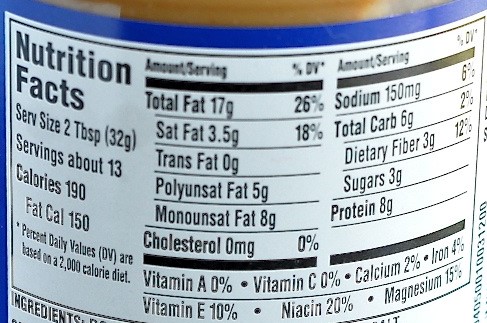 Nutrition
Facts
Serv Size 2 Tbsp (32g)
Servings about 13
Calories 190
Fat Cal 150
* Percent Daily Values (DV) are
based on a 2,000 calorie diet.
Amount/Serving % DV*
Total Fat 17g 26%
Sat Fat 3.5g 18%
Trans Fat 0g
Polyunsat Fat 5g
Monounsat Fat 8g
Cholesterol 0mg 0%
Amount/Serving % DV*
Sodium 150mg 6%
Total Carb 6g 2%
Dietary Fiber 3g 12%
Sugars 3g
Protein 8g
Vitamin A 0% • Vitamin C 0% • Calcium 2% • Iron 4%
Vitamin E 10% • Niacin 20% • Magnesium 15%
INGREDIENTS: